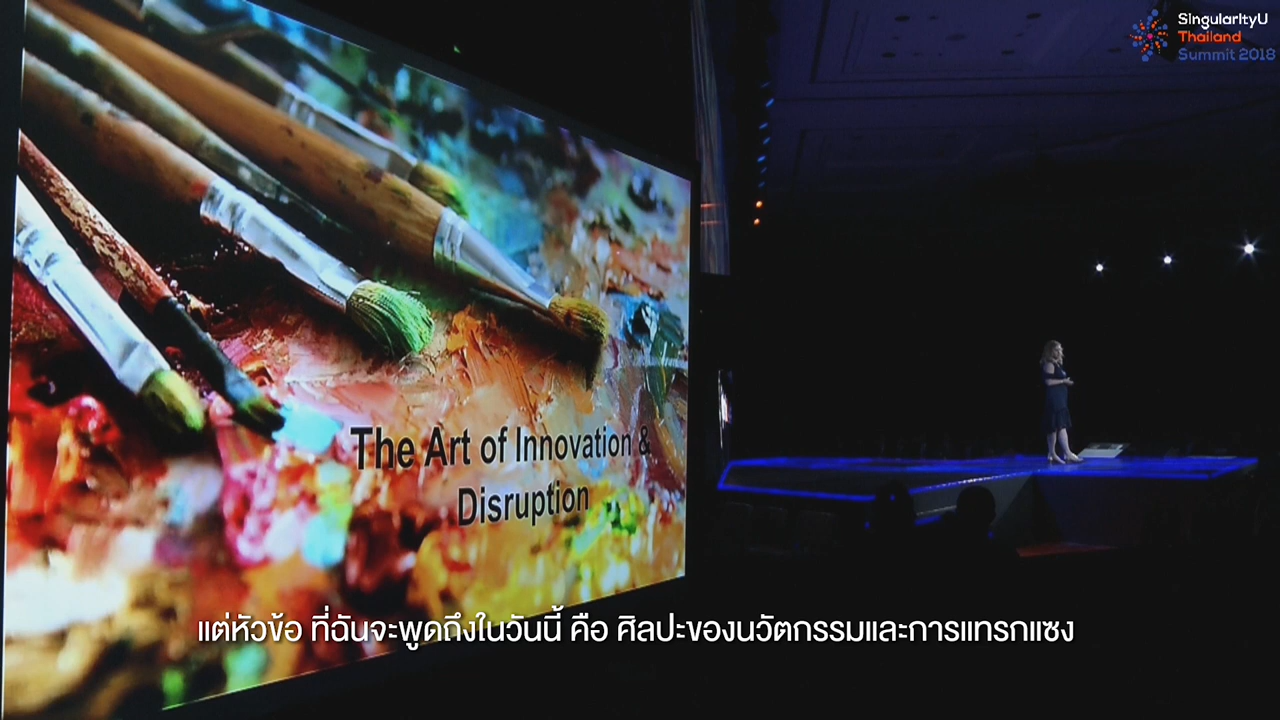 SingularityU
Thailand
Summit 2018
The Art of Innovation &
Disruption
แต่หัวข้อ ที่ฉันจะพูดถึงในวันนี้ คือ ศิลปะของนวัตกรรมและการแทรกแซง